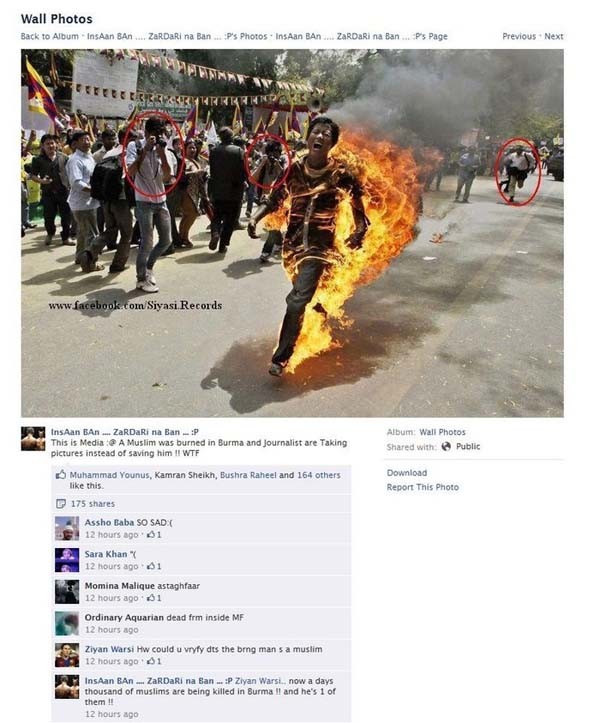 Wall Photos
Back to Album · InsAan BAn .... ZaRDaRi na Ban ... :P's Photos · InsAan BAn .... ZaRDaRi na Ban ... :P's Page
Previous · Next
www.facebook.com/Siyasi.Records
InsAan BAn .... ZaRDaRi na Ban ... :P
This is Media :@ A Muslim was burned in Burma and Journalist are Taking
pictures instead of saving him !! WTF
Muhammad Younus, Kamran Sheikh, Bushra Raheel and 164 others
like this.
175 shares
Assho Baba SO SAD:(
12 hours ago · 1
Sara Khan "(
12 hours ago · 1
Momina Malique astaghfaar
12 hours ago · 1
Ordinary Aquarian dead frm inside MF
12 hours ago
Ziyan Warsi Hw could u vryfy dts the brng man s a muslim
12 hours ago · 1
InsAan BAn .... ZaRDaRi na Ban ... :P Ziyan Warsi.. now a days
thousand of muslims are being killed in Burma !! and he's 1 of
them !!
12 hours ago
Album: Wall Photos
Shared with: Public
Download
Report This Photo